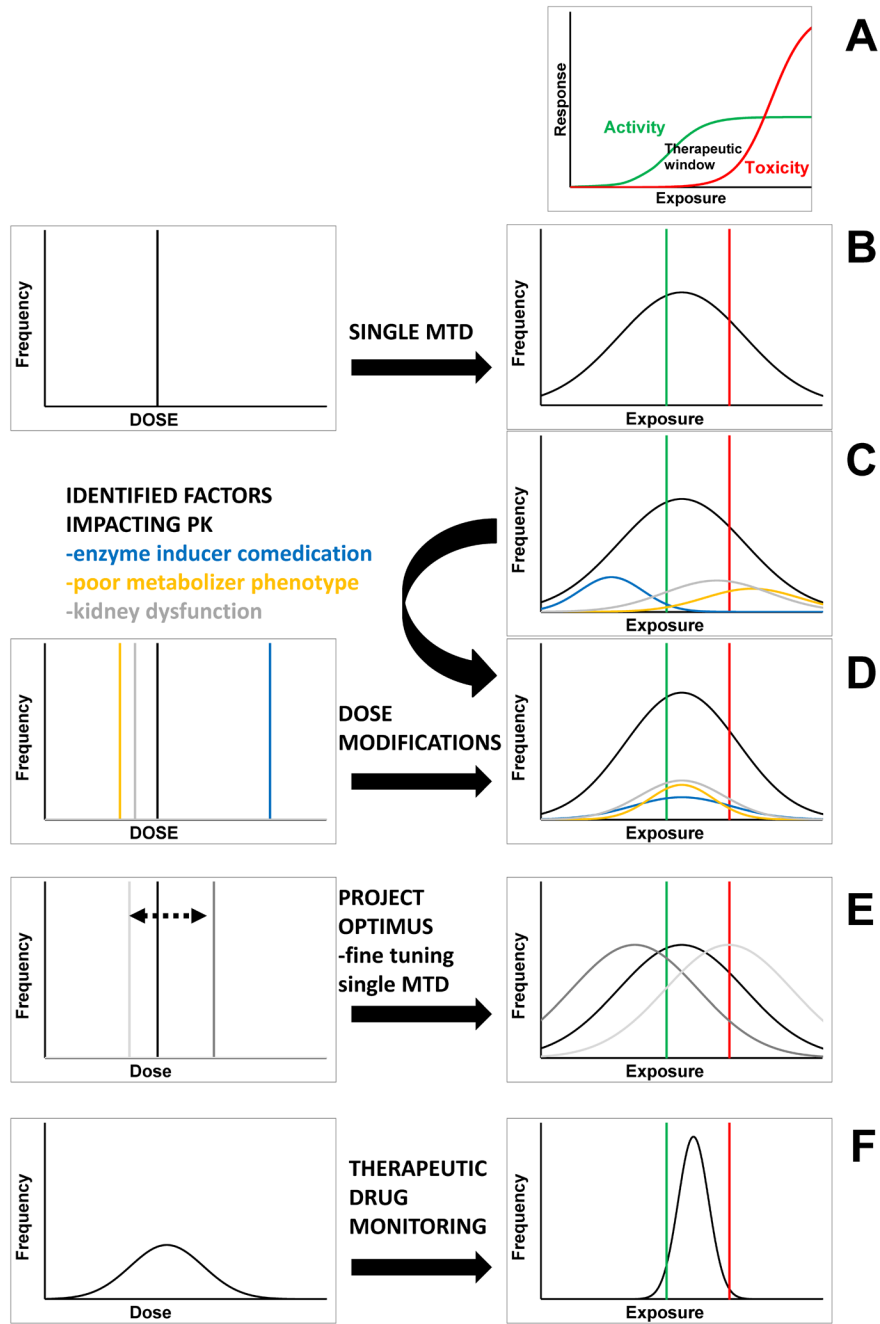 A
Response
Activity
Therapeutic
window
Toxicity
Exposure
B
Frequency
DOSE
SINGLE MTD
Frequency
Exposure
C
IDENTIFIED FACTORS
IMPACTING PK
-enzyme inducer comedication
-poor metabolizer phenotype
-kidney dysfunction
Frequency
Exposure
D
Frequency
DOSE
DOSE
MODIFICATIONS
Frequency
Exposure
E
Frequency
Dose
PROJECT
OPTIMUS
-fine tuning
single MTD
Frequency
Exposure
F
Frequency
Dose
THERAPEUTIC
DRUG
MONITORING
Frequency
Exposure